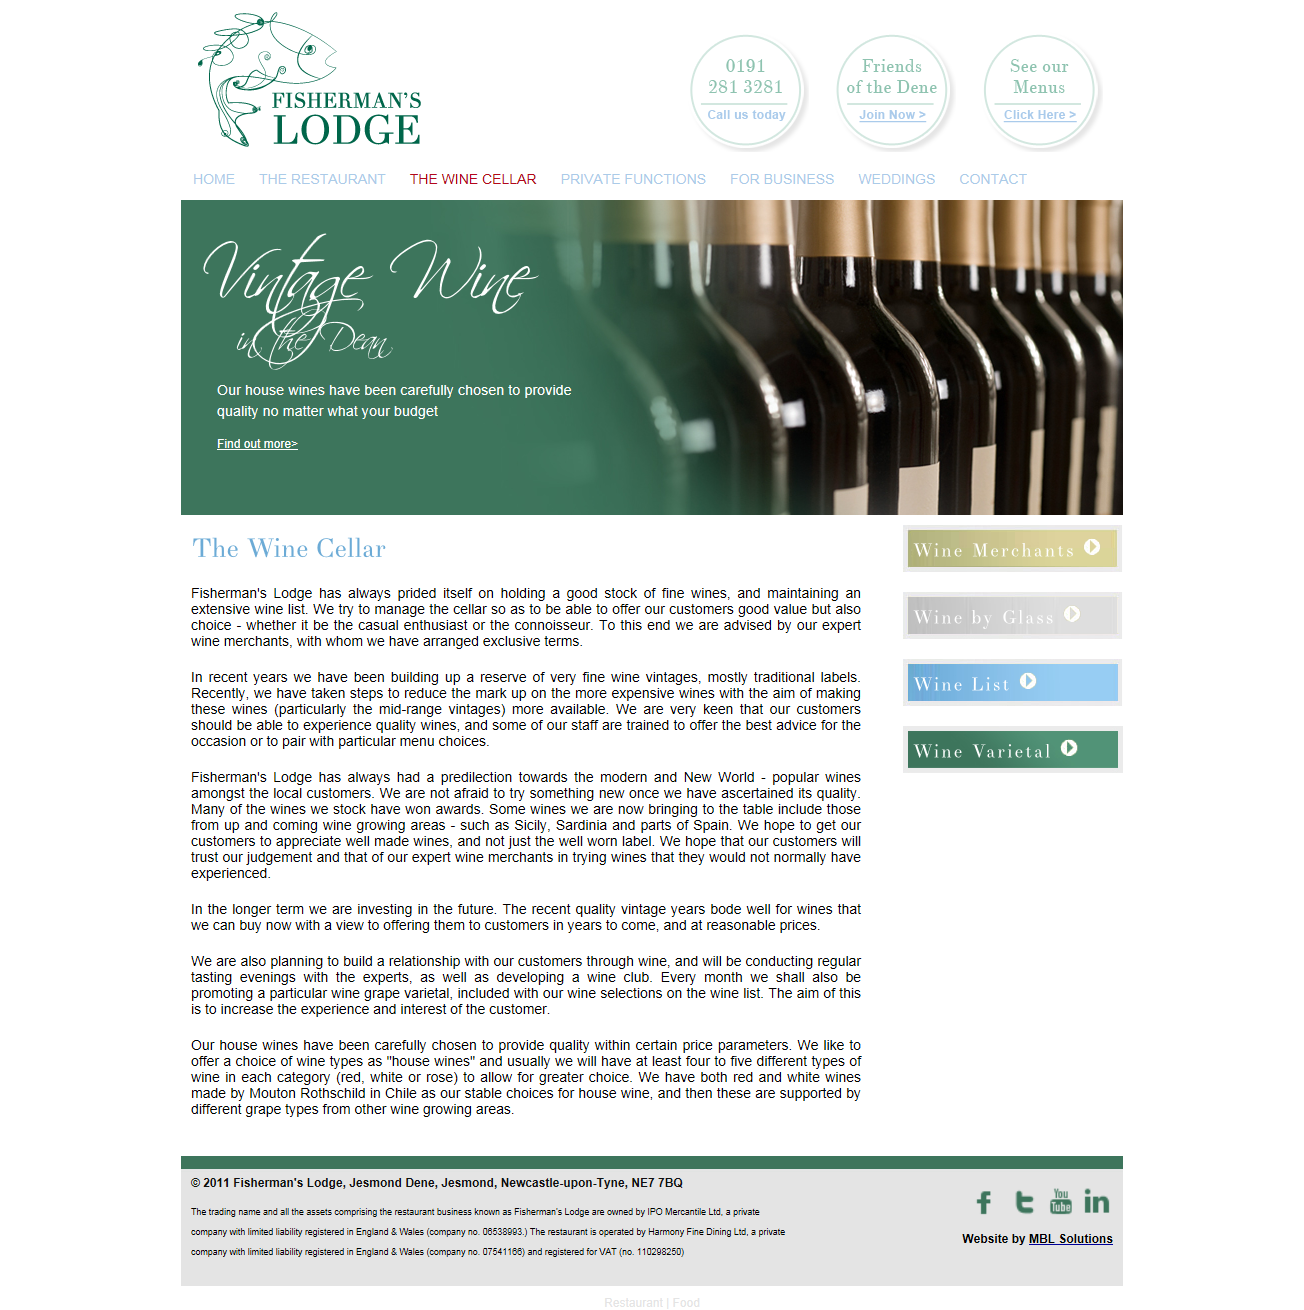 FISHERMAN'S
LODGE
0191
281 3281
Call us today
Friends
of the Dene
Join Now >
See our
Menus
Click Here >
HOME THE RESTAURANT THE WINE CELLAR PRIVATE FUNCTIONS FOR BUSINESS WEDDINGS CONTACT
Vintage Wine
in the Dean
Our house wines have been carefully chosen to provide
quality no matter what your budget
Find out more>
The Wine Cellar
Fisherman's Lodge has always prided itself on holding a good stock of fine wines, and maintaining an
extensive wine list. We try to manage the cellar so as to be able to offer our customers good value but also
choice - whether it be the casual enthusiast or the connoisseur. To this end we are advised by our expert
wine merchants, with whom we have arranged exclusive terms.
In recent years we have been building up a reserve of very fine wine vintages, mostly traditional labels.
Recently, we have taken steps to reduce the mark up on the more expensive wines with the aim of making
these wines (particularly the mid-range vintages) more available. We are very keen that our customers
should be able to experience quality wines, and some of our staff are trained to offer the best advice for the
occasion or to pair with particular menu choices.
Fisherman's Lodge has always had a predilection towards the modern and New World - popular wines
amongst the local customers. We are not afraid to try something new once we have ascertained its quality.
Many of the wines we stock have won awards. Some wines we are now bringing to the table include those
from up and coming wine growing areas - such as Sicily, Sardinia and parts of Spain. We hope to get our
customers to appreciate well made wines, and not just the well worn label. We hope that our customers will
trust our judgement and that of our expert wine merchants in trying wines that they would not normally have
experienced.
In the longer term we are investing in the future. The recent quality vintage years bode well for wines that
we can buy now with a view to offering them to customers in years to come, and at reasonable prices.
We are also planning to build a relationship with our customers through wine, and will be conducting regular
tasting evenings with the experts, as well as developing a wine club. Every month we shall also be
promoting a particular wine grape varietal, included with our wine selections on the wine list. The aim of this
is to increase the experience and interest of the customer.
Our house wines have been carefully chosen to provide quality within certain price parameters. We like to
offer a choice of wine types as "house wines" and usually we will have at least four to five different types of
wine in each category (red, white or rose) to allow for greater choice. We have both red and white wines
made by Mouton Rothschild in Chile as our stable choices for house wine, and then these are supported by
different grape types from other wine growing areas.
Wine Merchants
Wine by Glass
Wine List
Wine Varietal
© 2011 Fisherman's Lodge, Jesmond Dene, Jesmond, Newcastle-upon-Tyne, NE7 7BQ
The trading name and all the assets comprising the restaurant business known as Fisherman's Lodge are owned by IPO Mercantile Ltd, a private
company with limited liability registered in England & Wales (company no. 06538993.) The restaurant is operated by Harmony Fine Dining Ltd, a private
company with limited liability registered in England & Wales (company no. 07541166) and registered for VAT (no. 110298250)
f t You Tube in
Website by MBL Solutions
Restaurant | Food